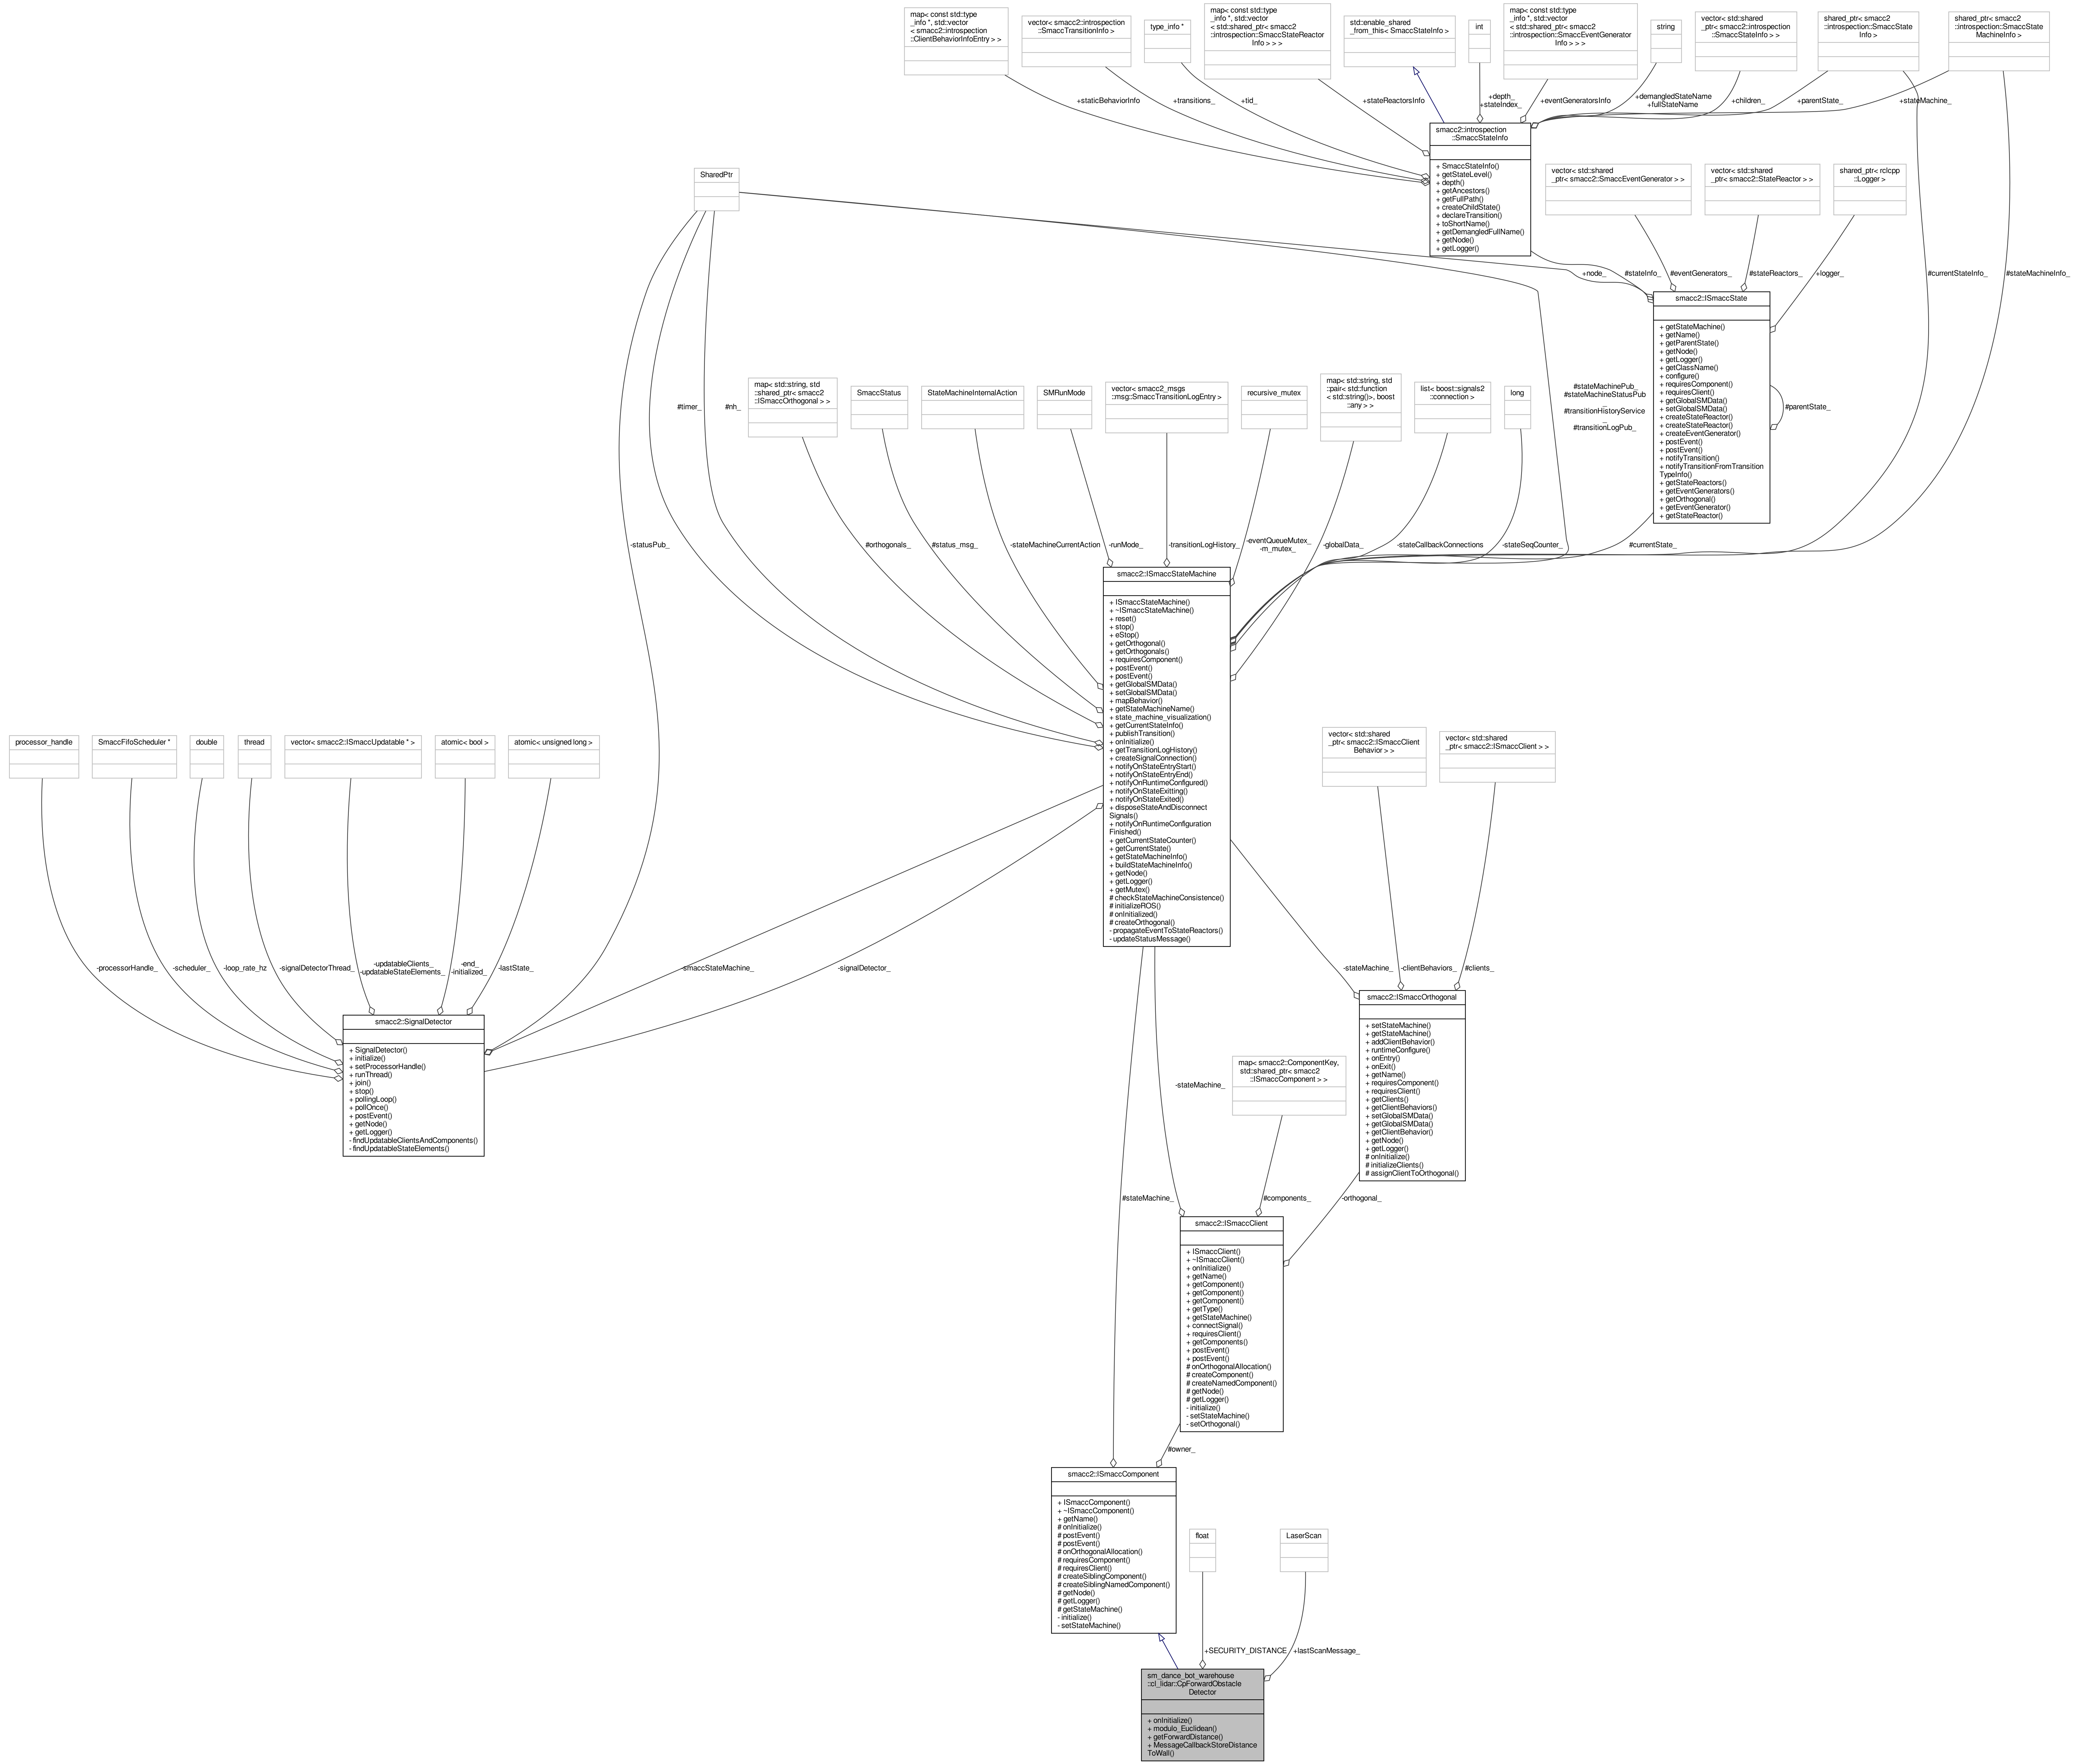 map< const std::type
_info *, std::vector
< smacc2::introspection
::ClientBehaviorInfoEntry > >
vector< smacc2::introspection
::SmaccTransitionInfo >
type_info *
map< const std::type
_info *, std::vector
< std::shared_ptr< smacc2
::introspection::SmaccStateReactor
Info > > >
std::enable_shared
_from_this< SmaccStateInfo >
int
map< const std::type
_info *, std::vector
< std::shared_ptr< smacc2
::introspection::SmaccEventGenerator
Info > > >
string
vector< std::shared
_ptr< smacc2::introspection
::SmaccStateInfo > >
shared_ptr< smacc2
::introspection::SmaccState
Info >
shared_ptr< smacc2
::introspection::SmaccState
MachineInfo >
+staticBehaviorInfo
+transitions_
+tid_
+stateReactorsInfo
+depth_
+stateIndex_
+eventGeneratorsInfo
+demangledStateName
+fullStateName
+children_
+parentState_
+stateMachine_
smacc2::introspection
::SmaccStateInfo
+ SmaccStateInfo()
+ getStateLevel()
+ depth()
+ getAncestors()
+ getFullPath()
+ createChildState()
+ declareTransition()
+ toShortName()
+ getDemangledFullName()
+ getNode()
+ getLogger()
SharedPtr
vector< std::shared
_ptr< smacc2::SmaccEventGenerator > >
vector< std::shared
_ptr< smacc2::StateReactor > >
shared_ptr< rclcpp
::Logger >
+node_
#stateInfo_
#eventGenerators_
#stateReactors_
+logger_
#currentStateInfo_
#stateMachineInfo_
smacc2::ISmaccState
+ getStateMachine()
+ getName()
+ getParentState()
+ getNode()
+ getLogger()
+ getClassName()
+ configure()
+ requiresComponent()
+ requiresClient()
+ getGlobalSMData()
+ setGlobalSMData()
+ createStateReactor()
+ createStateReactor()
+ createEventGenerator()
+ postEvent()
+ postEvent()
+ notifyTransition()
+ notifyTransitionFromTransition
TypeInfo()
+ getStateReactors()
+ getEventGenerators()
+ getOrthogonal()
+ getEventGenerator()
+ getStateReactor()
#parentState_
#timer_
#nh_
map< std::string, std
::shared_ptr< smacc2
::ISmaccOrthogonal > >
SmaccStatus
StateMachineInternalAction
SMRunMode
vector< smacc2_msgs
::msg::SmaccTransitionLogEntry >
recursive_mutex
map< std::string, std
::pair< std::function
< std::string()>, boost
::any > >
list< boost::signals2
::connection >
long
#stateMachinePub_
#stateMachineStatusPub
_
#transitionHistoryService
_
#transitionLogPub_
-statusPub_
#orthogonals_
#status_msg_
-stateMachineCurrentAction
-runMode_
-transitionLogHistory_
-eventQueueMutex_
-m_mutex_
-globalData_
-stateCallbackConnections
-stateSeqCounter_
#currentState_
smacc2::ISmaccStateMachine
+ ISmaccStateMachine()
+ ~ISmaccStateMachine()
+ reset()
+ stop()
+ eStop()
+ getOrthogonal()
+ getOrthogonals()
+ requiresComponent()
+ postEvent()
+ postEvent()
+ getGlobalSMData()
+ setGlobalSMData()
+ mapBehavior()
+ getStateMachineName()
+ state_machine_visualization()
+ getCurrentStateInfo()
+ publishTransition()
+ onInitialize()
+ getTransitionLogHistory()
+ createSignalConnection()
+ notifyOnStateEntryStart()
+ notifyOnStateEntryEnd()
+ notifyOnRuntimeConfigured()
+ notifyOnStateExitting()
+ notifyOnStateExited()
+ disposeStateAndDisconnect
Signals()
+ notifyOnRuntimeConfiguration
Finished()
+ getCurrentStateCounter()
+ getCurrentState()
+ getStateMachineInfo()
+ buildStateMachineInfo()
+ getNode()
+ getLogger()
+ getMutex()
# checkStateMachineConsistence()
# initializeROS()
# onInitialized()
# createOrthogonal()
- propagateEventToStateReactors()
- updateStatusMessage()
processor_handle
SmaccFifoScheduler *
double
thread
vector< smacc2::ISmaccUpdatable * >
atomic< bool >
atomic< unsigned long >
vector< std::shared
_ptr< smacc2::ISmaccClient
Behavior > >
vector< std::shared
_ptr< smacc2::ISmaccClient > >
-processorHandle_
-scheduler_
-loop_rate_hz
-signalDetectorThread_
-updatableClients_
-updatableStateElements_
-end_
-initialized_
-lastState_
-smaccStateMachine_
-signalDetector_
-stateMachine_
-clientBehaviors_
#clients_
smacc2::SignalDetector
+ SignalDetector()
+ initialize()
+ setProcessorHandle()
+ runThread()
+ join()
+ stop()
+ pollingLoop()
+ pollOnce()
+ postEvent()
+ getNode()
+ getLogger()
- findUpdatableClientsAndComponents()
- findUpdatableStateElements()
smacc2::ISmaccOrthogonal
+ setStateMachine()
+ getStateMachine()
+ addClientBehavior()
+ runtimeConfigure()
+ onEntry()
+ onExit()
+ getName()
+ requiresComponent()
+ requiresClient()
+ getClients()
+ getClientBehaviors()
+ setGlobalSMData()
+ getGlobalSMData()
+ getClientBehavior()
+ getNode()
+ getLogger()
# onInitialize()
# initializeClients()
# assignClientToOrthogonal()
map< smacc2::ComponentKey,
std::shared_ptr< smacc2
::ISmaccComponent > >
-stateMachine_
#stateMachine_
#components_
-orthogonal_
smacc2::ISmaccClient
+ ISmaccClient()
+ ~ISmaccClient()
+ onInitialize()
+ getName()
+ getComponent()
+ getComponent()
+ getComponent()
+ getType()
+ getStateMachine()
+ connectSignal()
+ requiresClient()
+ getComponents()
+ postEvent()
+ postEvent()
# onOrthogonalAllocation()
# createComponent()
# createNamedComponent()
# getNode()
# getLogger()
- initialize()
- setStateMachine()
- setOrthogonal()
#owner_
smacc2::ISmaccComponent
+ ISmaccComponent()
+ ~ISmaccComponent()
+ getName()
# onInitialize()
# postEvent()
# postEvent()
# onOrthogonalAllocation()
# requiresComponent()
# requiresClient()
# createSiblingComponent()
# createSiblingNamedComponent()
# getNode()
# getLogger()
# getStateMachine()
- initialize()
- setStateMachine()
float
LaserScan
+SECURITY_DISTANCE
+lastScanMessage_
sm_dance_bot_warehouse
::cl_lidar::CpForwardObstacle
Detector
+ onInitialize()
+ modulo_Euclidean()
+ getForwardDistance()
+ MessageCallbackStoreDistance
ToWall()